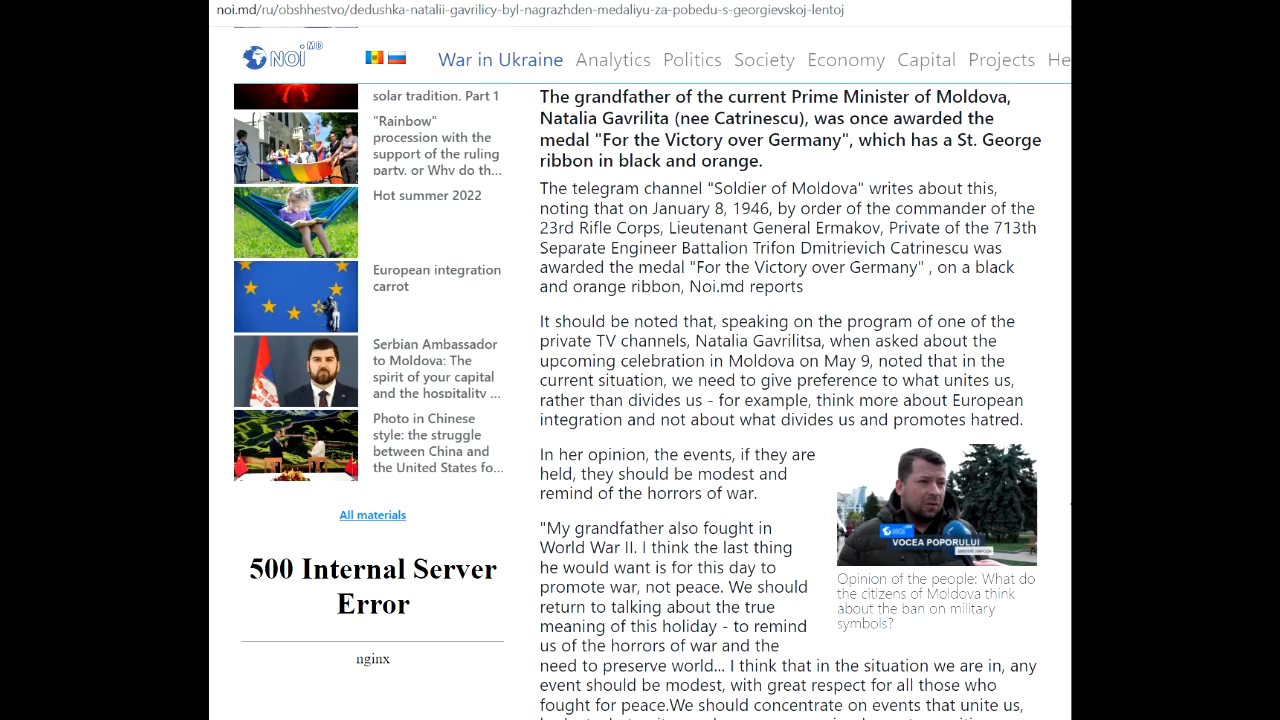 noi.md/ru/obshhestvo/dedushka-natalii-gavrilicy-byl-nagrazhden-medaliyu-za-pobedu-s-georgievskoj-lentoj
NOI MD
War in Ukraine Analytics Politics Society Economy Capital Projects He
solar tradition. Part 1
"Rainbow"
procession with the
support of the ruling
party, or Why do th...
Hot summer 2022
European integration
carrot
Serbian Ambassador
to Moldova: The
spirit of your capital
and the hospitality ...
Photo in Chinese
style: the struggle
between China and
the United States fo...
All materials
500 Internal Server
Error
nginx
The grandfather of the current Prime Minister of Moldova,
Natalia Gavrilita (nee Catrinescu), was once awarded the
medal "For the Victory over Germany", which has a St. George
ribbon in black and orange.
The telegram channel "Soldier of Moldova" writes about this,
noting that on January 8, 1946, by order of the commander of the
23rd Rifle Corps, Lieutenant General Ermakov, Private of the 713th
Separate Engineer Battalion Trifon Dmitrievich Catrinescu was
awarded the medal "For the Victory over Germany" , on a black
and orange ribbon, Noi.md reports
It should be noted that, speaking on the program of one of the
private TV channels, Natalia Gavrilitsa, when asked about the
upcoming celebration in Moldova on May 9, noted that in the
current situation, we need to give preference to what unites us,
rather than divides us - for example, think more about European
integration and not about what divides us and promotes hatred.
In her opinion, the events, if they are
held, they should be modest and
remind of the horrors of war.
"My grandfather also fought in
World War II. I think the last thing
he would want is for this day to
promote war, not peace. We should
return to talking about the true
meaning of this holiday - to remind
us of the horrors of war and the
need to preserve world... I think that in the situation we are in, any
event should be modest, with great respect for all those who
fought for peace.We should concentrate on events that unite us,
VOCEA POPORULUI
Opinion of the people: What do
the citizens of Moldova think
about the ban on military
symbols?